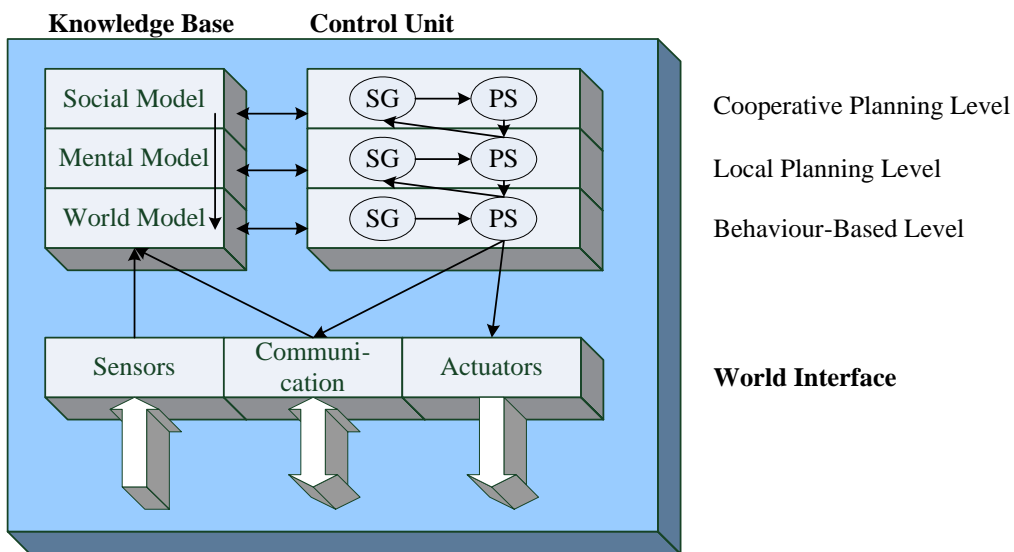 Knowledge Base
Control Unit
Social Model
SG
PS
Cooperative Planning Level
Mental Model
SG
PS
Local Planning Level
World Model
SG
PS
Behaviour-Based Level
Sensors
Communi-
cation
Actuators
World Interface